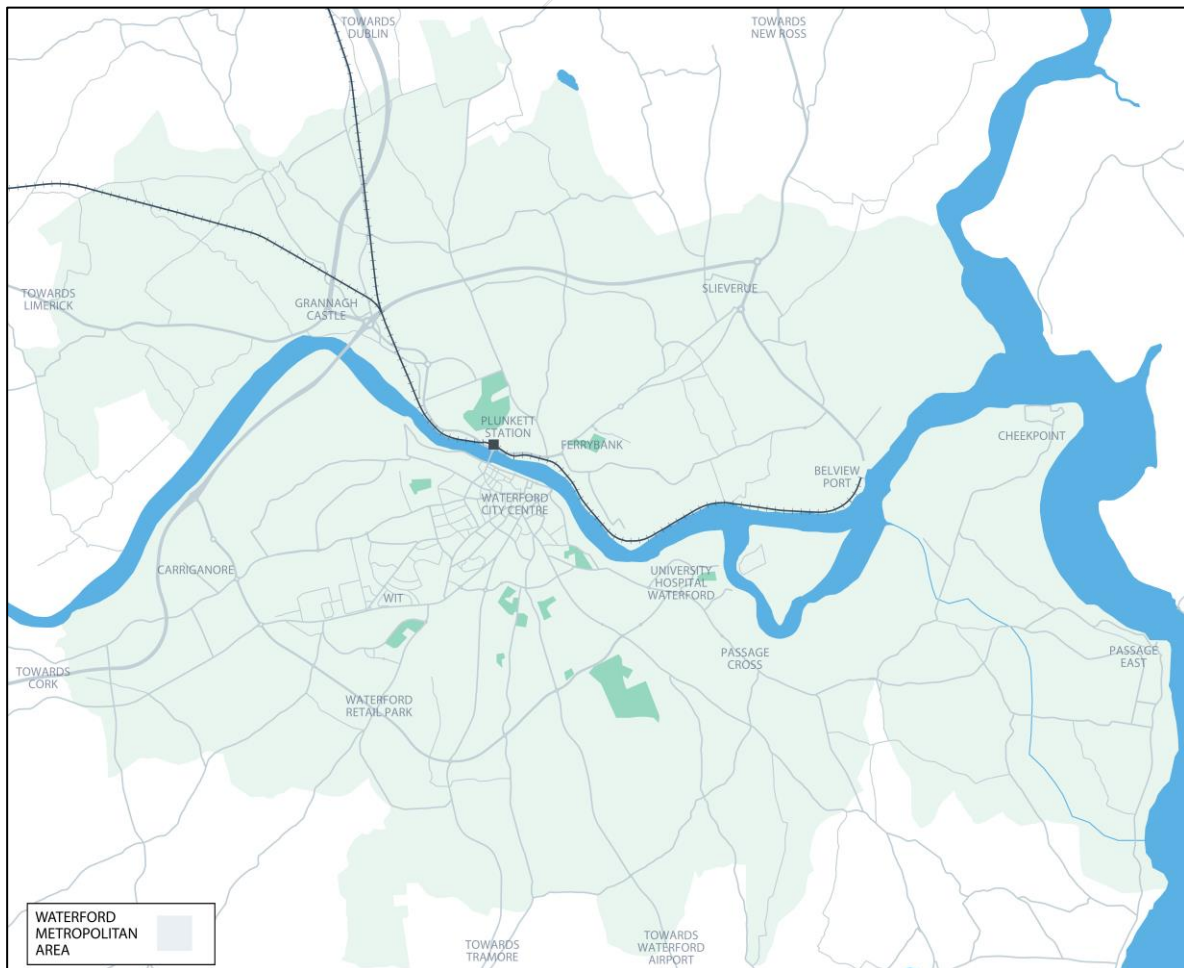 TOWARDS
DUBLIN
TOWARDS
NEW ROSS
TOWARDS
LIMERICK
GRANNAGH
CASTLE
SLIEVERUE
PLUNKETT
STATION
FERRYBANK
CHEEKPOINT
BELVIEW
PORT
WATERFORD
CITY CENTRE
CARRIGANORE
WIT
UNIVERSITY
HOSPITAL
WATERFORD
PASSAGE
CROSS
PASSAGE
EAST
TOWARDS
CORK
WATERFORD
RETAIL PARK
WATERFORD
METROPOLITAN
AREA
TOWARDS
TRAMORE
TOWARDS
WATERFORD
AIRPORT